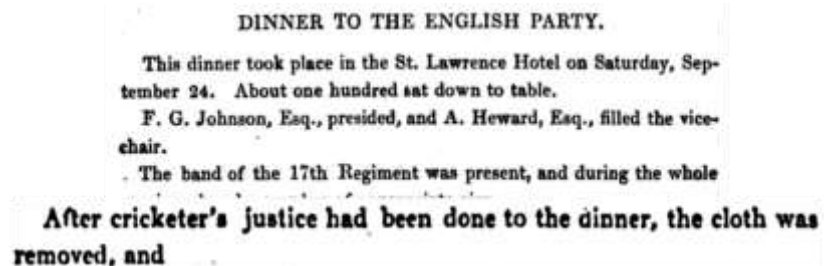 DINNER TO THE ENGLISH PARTY.
This dinner took place in the St. Lawrence Hotel on Saturday, Sep-
tember 24. About one hundred sat down to table.
F. G. Johnson, Esq., presided, and A. Heward, Esq., filled the vice-
chair.
The band of the 17th Regiment was present, and during the whole
After cricketer's justice had been done to the dinner, the cloth was
removed, and